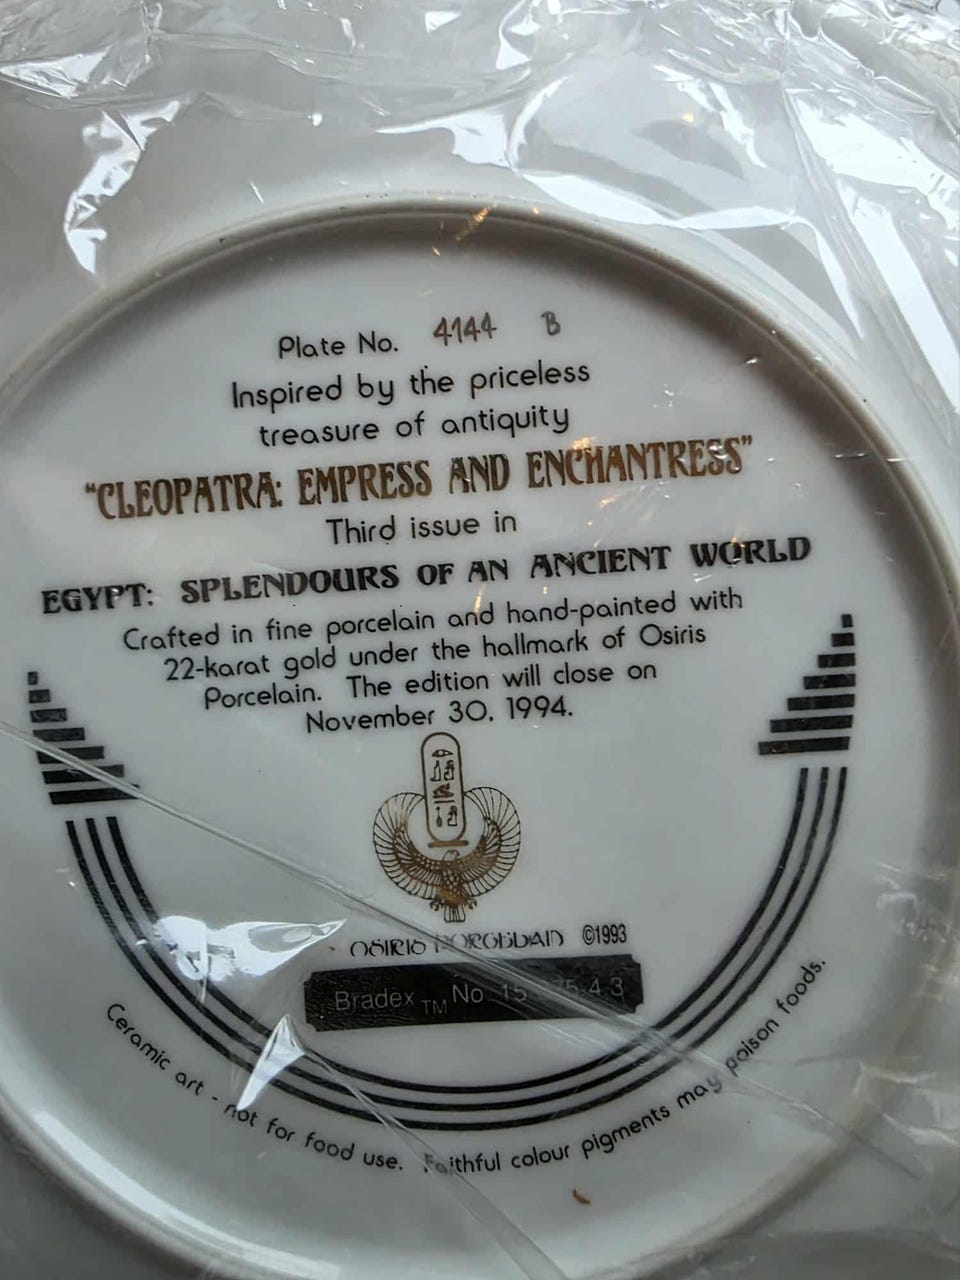 Plate No. 4144 B
Inspired by the priceless
treasure of antiquity
"CLEOPATRA: EMPRESS AND ENCHANTRESS"
Third issue in
EGYPT: SPLENDOURS OF AN ANCIENT WORLD
Crafted in fine porcelain and hand-painted with
22-karat gold under the hallmark of Osiris
Porcelain. The edition will close on
November 30, 1994.
OSIRIS PORCELAIN ©1993
Bradex TM No 15
Ceramic art - not for food use. Faithful colour pigments may poison foods.